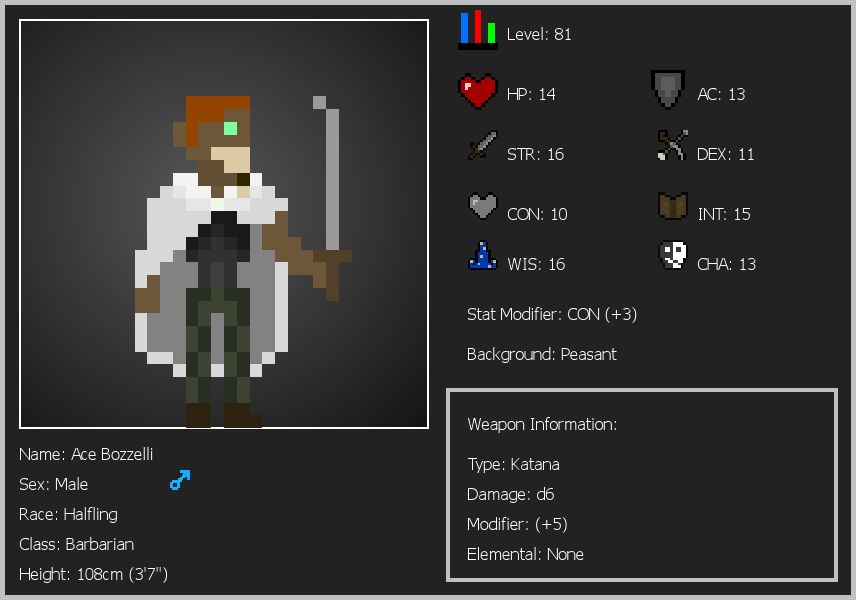 Level: 81
HP: 14
AC: 13
STR: 16
DEX: 11
CON: 10
INT: 15
WIS: 16
CHA: 13
Stat Modifier: CON (+3)
Background: Peasant
Weapon Information:
Type: Katana
Damage: d6
Modifier: (+5)
Elemental: None
Name: Ace Bozzelli
Sex: Male
Race: Halfling
Class: Barbarian
Height: 108cm (3'7")